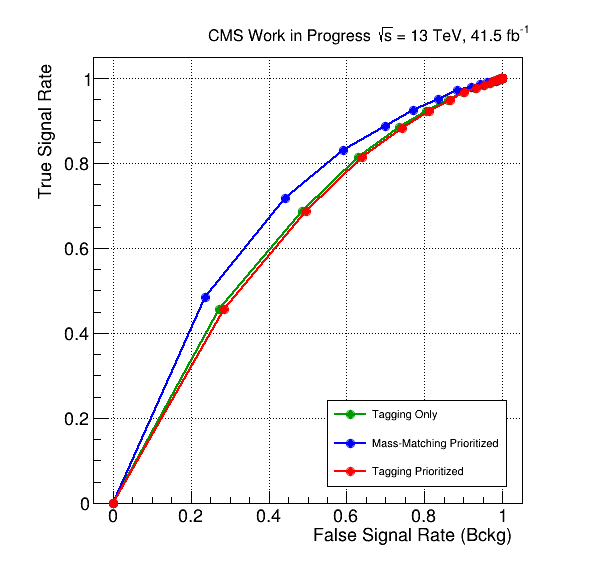 CMS Work in Progress √s = 13 TeV, 41.5 fb⁻¹
True Signal Rate
1
0.8
0.6
0.4
0.2
0
0 0.2 0.4 0.6 0.8 1
False Signal Rate (Bckg)
Tagging Only
Mass-Matching Prioritized
Tagging Prioritized